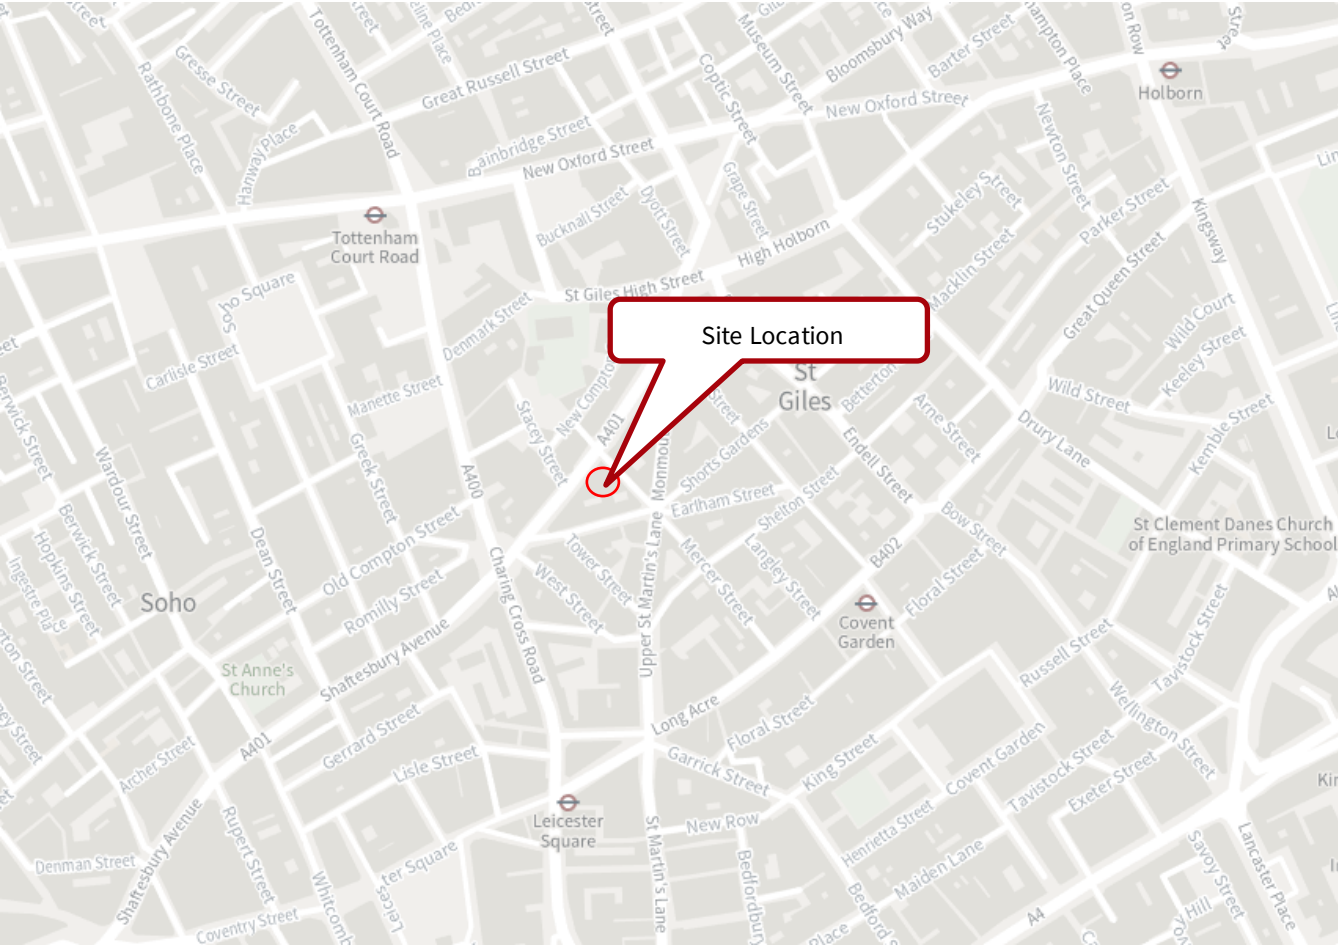 Tottenham Court Road
Gresse Street
Rathbone Place
Great Russell Street
Hanway Place
Bainbridge Street
New Oxford Street
Coptic Street
Museum Street
Bloomsbury Way
Barter Street
New Oxford Street
Holborn
Newton Street
Stukeley Street
Parker Street
Kingsway
Grape Street
Dyott Street
Bucknall Street
High Holborn
St Giles High Street
Tottenham
Court Road
Soho Square
Denmark Street
Macklin Street
Great Queen Street
Wild Court
Keeley Street
Site Location
Carlisle Street
Manette Street
Stacey Street
New Compton
A401
St
Giles
Betterton
Arne Street
Wild Street
Drury Lane
Kemble Street
Berwick Street
Wardour Street
Greek Street
A400
Shorts Gardens
Endell Street
Monmou
Earlham Street
Shelton Street
Bow Street
St Clement Danes Church
of England Primary School
Berwick Street
Hopkins Street
Ingestre Place
Dean Street
Old Compton Street
Romilly Street
Charing Cross Road
Tower Street
West Street
Upper St Martin's Lane
Mercer Street
Langley Street
B402
Floral Street
Covent
Garden
Soho
St Anne's
Church
Shaftesbury Avenue
Russell Street
Tavistock Street
Wellington Street
Long Acre
Floral Street
Garrick Street
King Street
Covent Garden
Tavistock Street
Exeter Street
Henrietta Street
Maiden Lane
A401
Archer Street
Gerrard Street
Lisle Street
Leicester
Square
New Row
St Martin's Lane
Bedfordbury
Bedford
Shaftesbury Avenue
Rupert Street
Denman Street
Coventry Street
Whitcomb
Leicester Square
Savoy Street
Lancaster Place
A4
Place